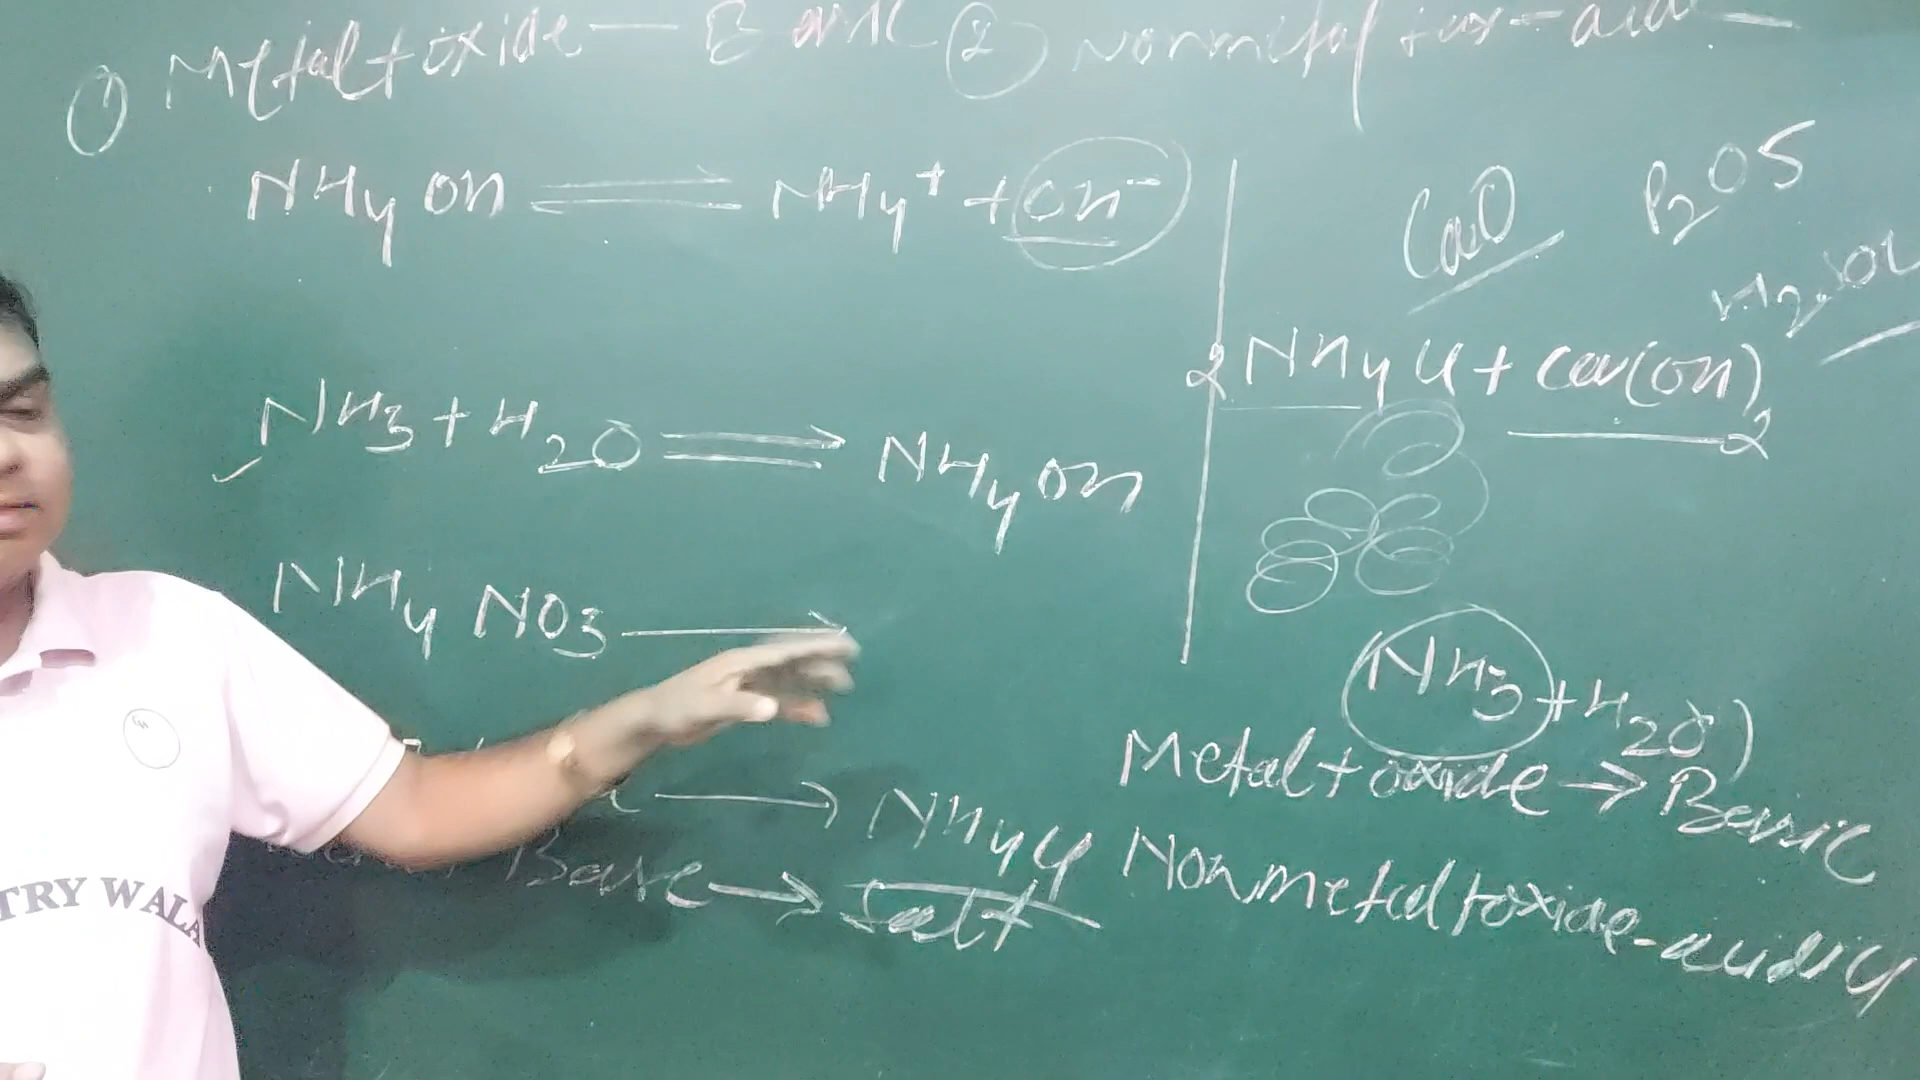 ① Metal + oxide — Basic ② Nonmetal + ox - acid
NH4OH ⇌ NH4+ + OH-
CaO P2O5
H2SO4
2NH4Cl + Ca(OH)2
NH3 + H2O ⇌ NH4OH
NH4NO3 →
NH3 + H2O)
Metal + oxide → Basic
→ NH4Cl
Nonmetal + oxide - acidic
Base → Salt
TRY WALA